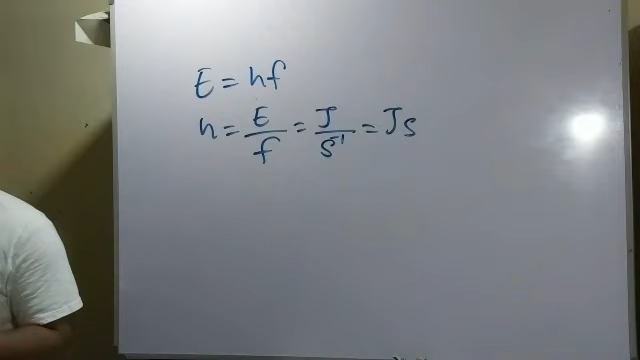 E = hf
h = E/f = J/s⁻¹ = Js